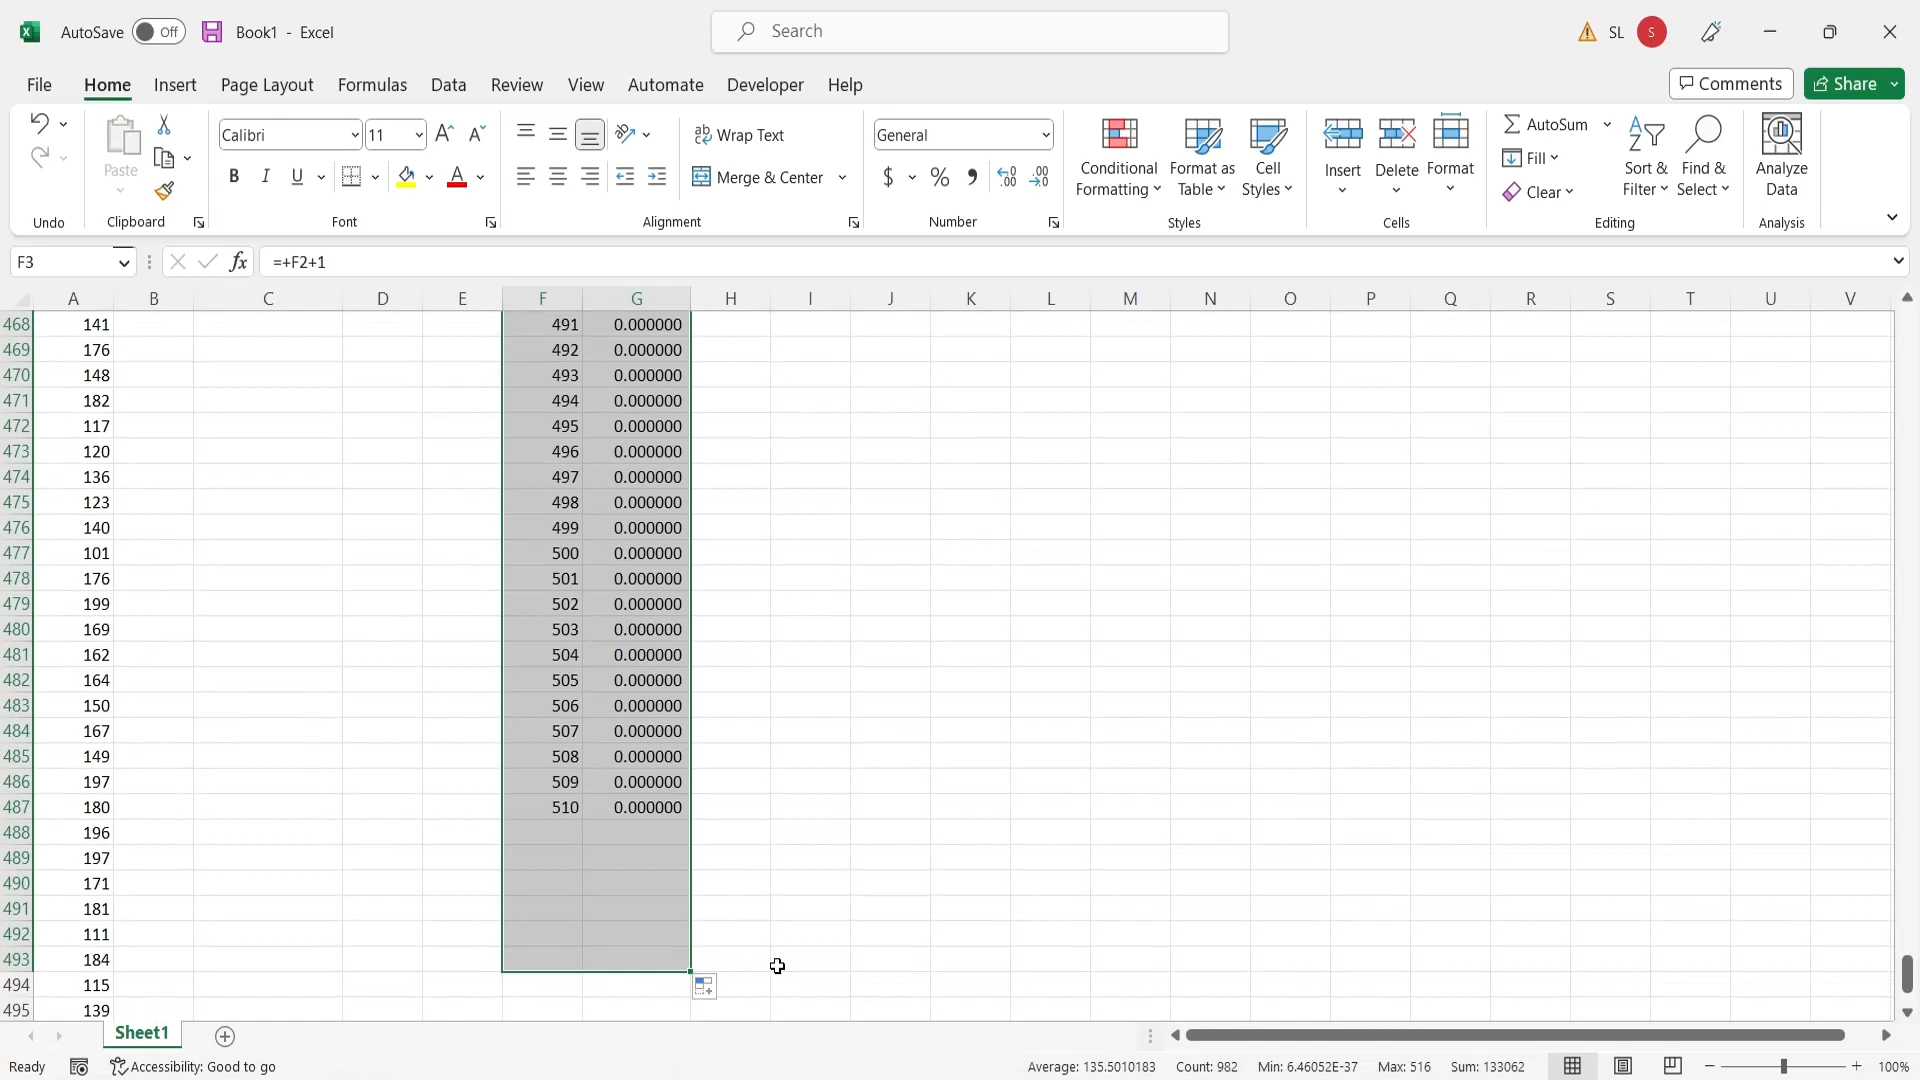 AutoSave Off Book1 - Excel Search SL S
File Home Insert Page Layout Formulas Data Review View Automate Developer Help Comments Share
Paste Calibri 11 B I U Wrap Text Merge & Center General $ % , Conditional Formatting Format as Table Cell Styles Insert Delete Format AutoSum Fill Clear Sort & Filter Find & Select Analyze Data
Undo Clipboard Font Alignment Number Styles Cells Editing Analysis
F3 fx =+F2+1
A B C D E F G H I J K L M N O P Q R S T U V
468 141 491 0.000000
469 176 492 0.000000
470 148 493 0.000000
471 182 494 0.000000
472 117 495 0.000000
473 120 496 0.000000
474 136 497 0.000000
475 123 498 0.000000
476 140 499 0.000000
477 101 500 0.000000
478 176 501 0.000000
479 199 502 0.000000
480 169 503 0.000000
481 162 504 0.000000
482 164 505 0.000000
483 150 506 0.000000
484 167 507 0.000000
485 149 508 0.000000
486 197 509 0.000000
487 180 510 0.000000
488 196
489 197
490 171
491 181
492 111
493 184
494 115
495 139
Sheet1
Ready Accessibility: Good to go Average: 135.5010183 Count: 982 Min: 6.46052E-37 Max: 516 Sum: 133062 100%